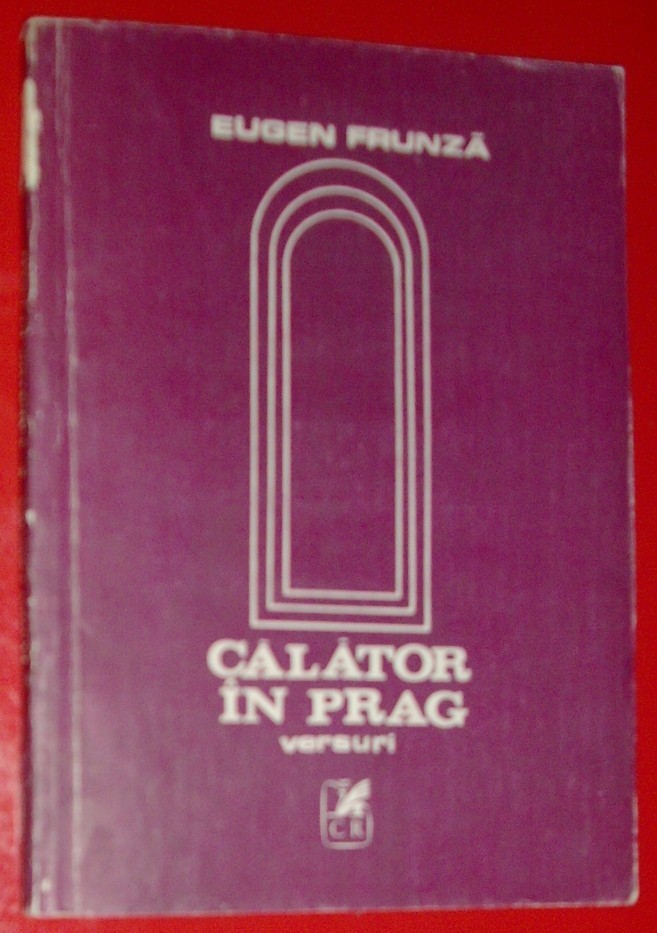 EUGEN FRUNZĂ
CĂLĂTOR
ÎN PRAG
versuri
CR